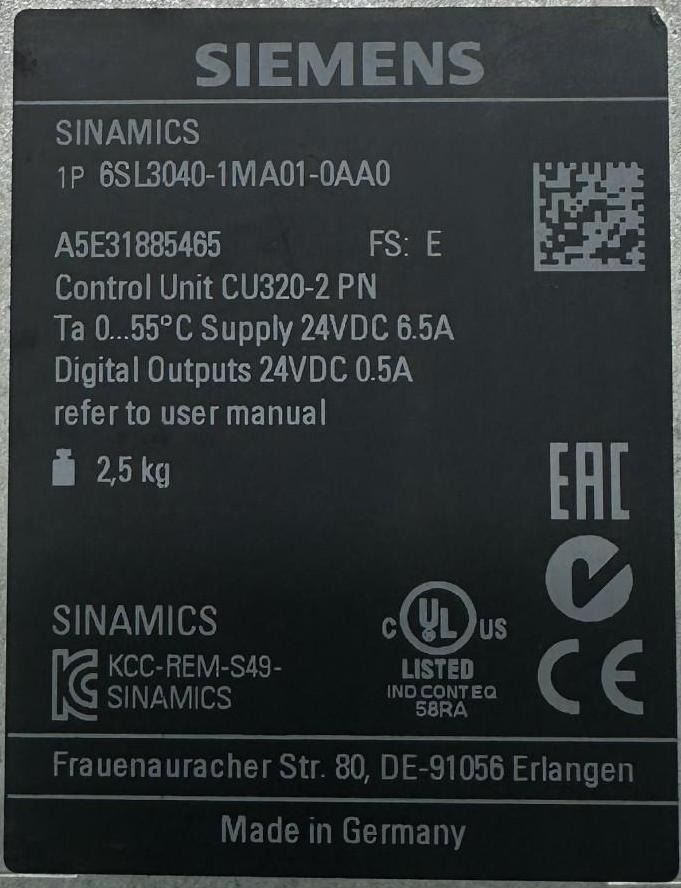 SIEMENS
SINAMICS
1P 6SL3040-1MA01-0AA0
A5E31885465 FS: E
Control Unit CU320-2 PN
Ta 0...55°C Supply 24VDC 6.5A
Digital Outputs 24VDC 0.5A
refer to user manual
2,5 kg
EAC
SINAMICS
KCC-REM-S49-
SINAMICS
C UL US
LISTED
IND CONT EQ
58RA
CE
Frauenauracher Str. 80, DE-91056 Erlangen
Made in Germany